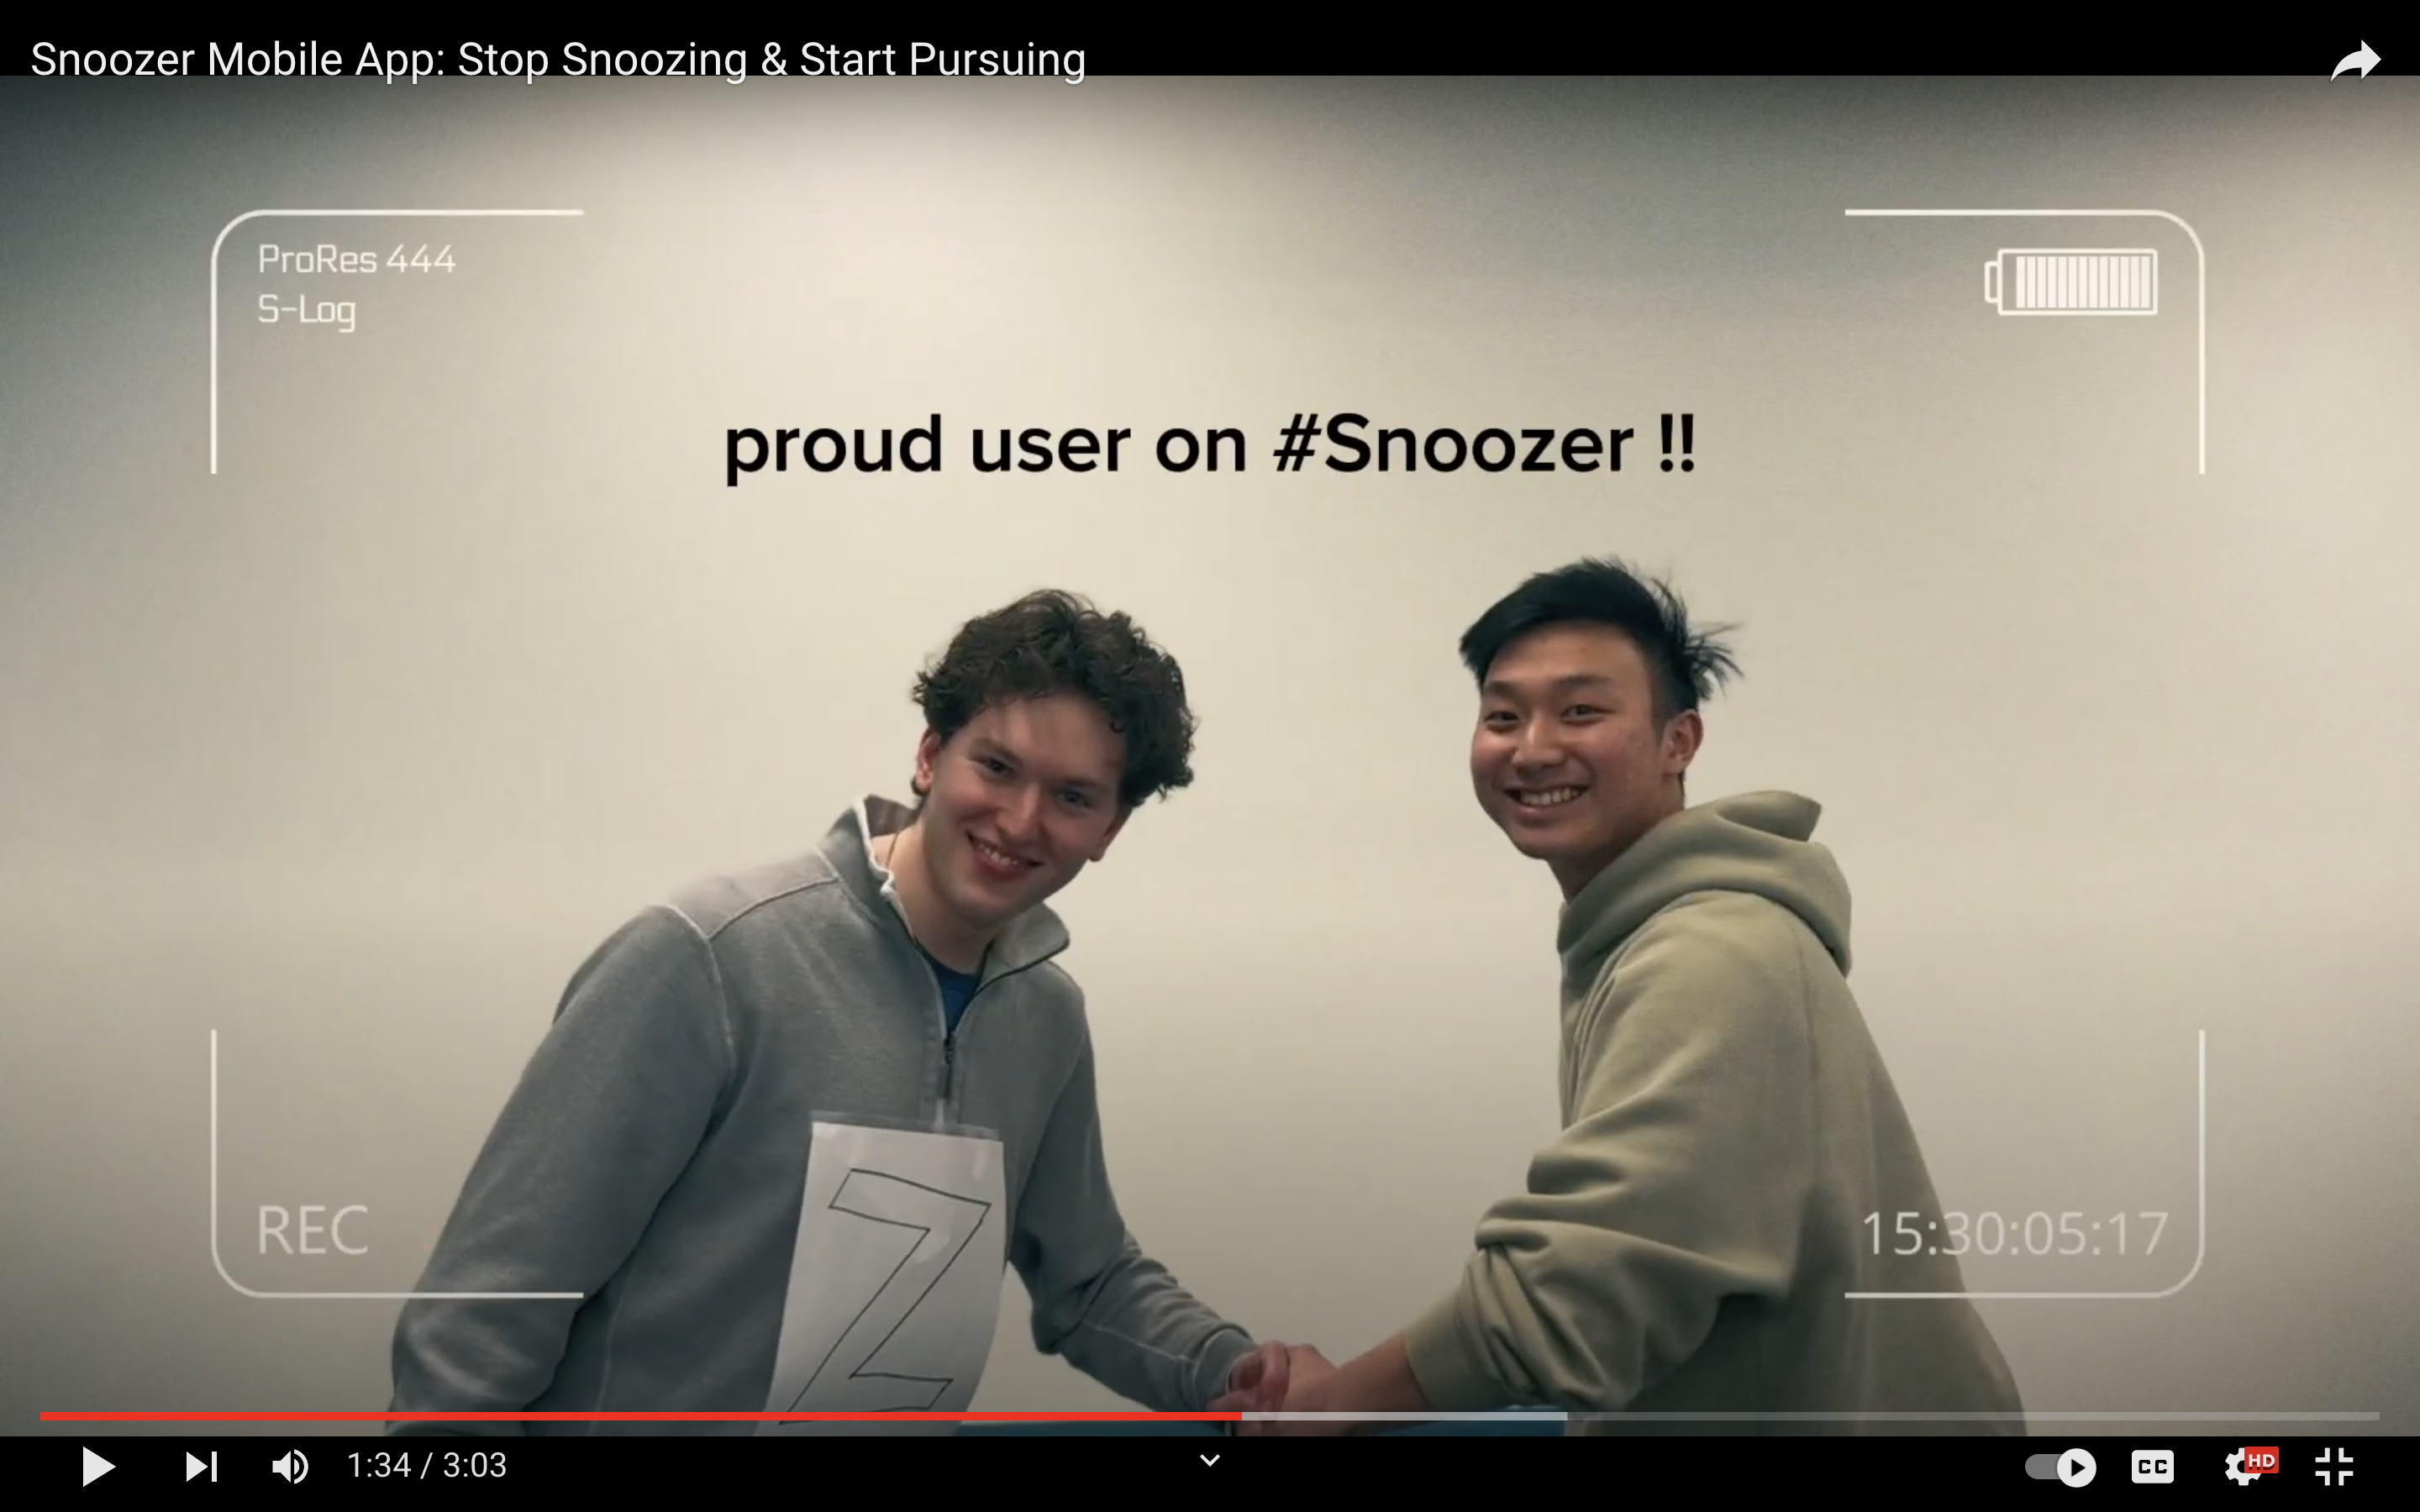 Snoozer Mobile App: Stop Snoozing & Start Pursuing
ProRes 444
S-Log
proud user on #Snoozer !!
Z
REC
15:30:05:17
1:34 / 3:03
CC
HD